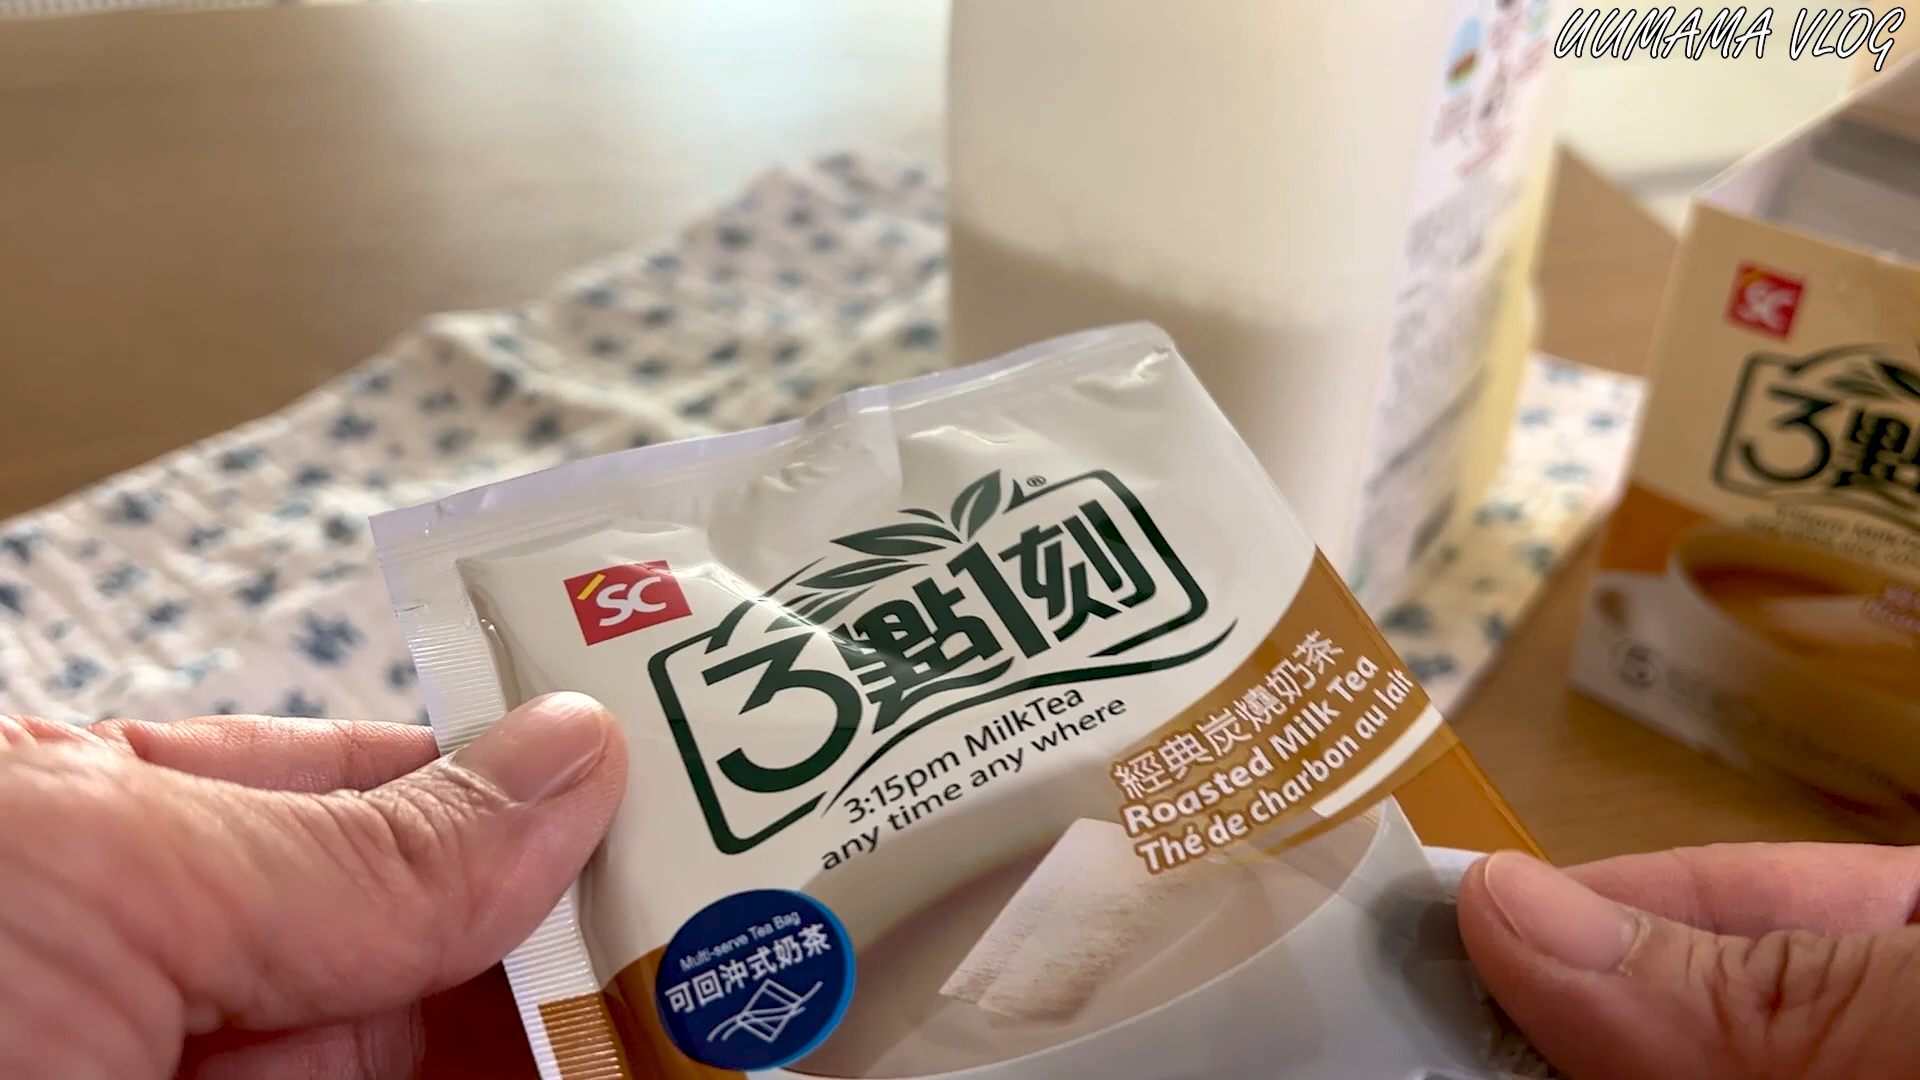 UUMAMA VLOG
SC
3點1刻®
3:15pm MilkTea
any time any where
經典炭燒奶茶
Roasted Milk Tea
Thé de charbon au lait
Multi-serve Tea Bag
可回沖式奶茶
SC
3點